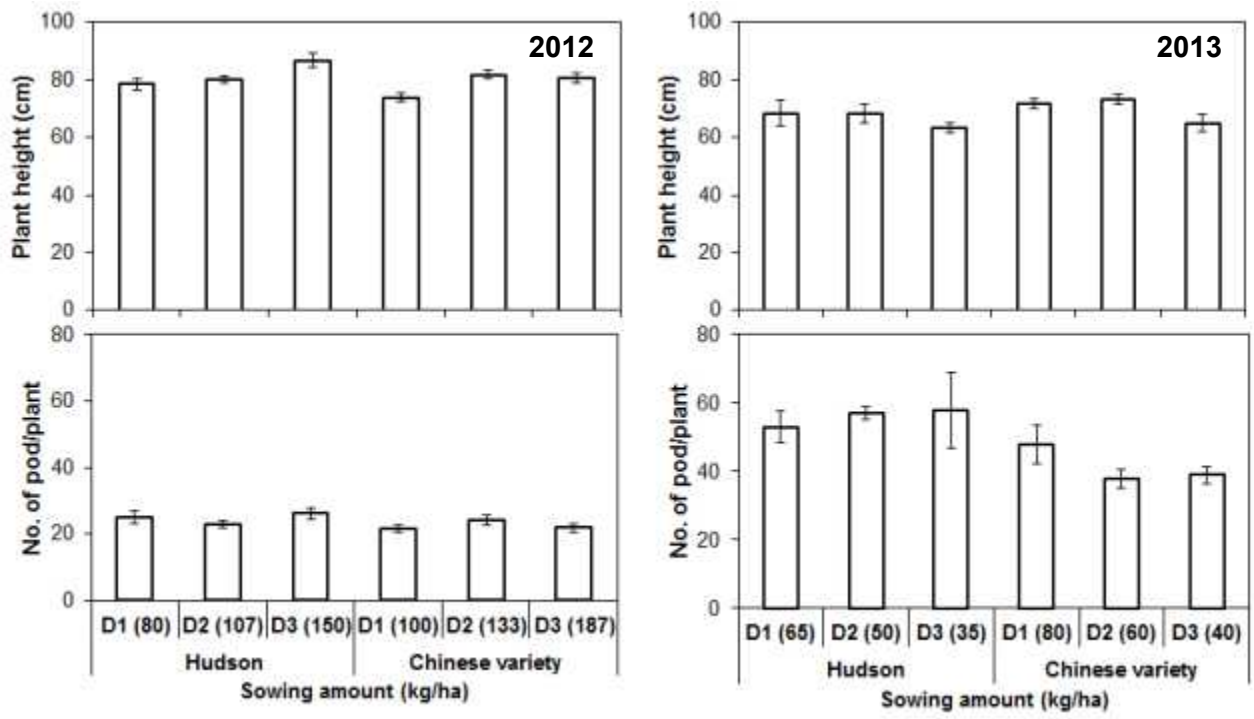 2012
100
80
60
40
20
0
Plant height (cm)
2013
100
80
60
40
20
0
Plant height (cm)
80
60
40
20
0
No. of pod/plant
D1 (80) D2 (107) D3 (150) D1 (100) D2 (133) D3 (187)
Hudson Chinese variety
Sowing amount (kg/ha)
80
60
40
20
0
No. of pod/plant
D1 (65) D2 (50) D3 (35) D1 (80) D2 (60) D3 (40)
Hudson Chinese variety
Sowing amount (kg/ha)